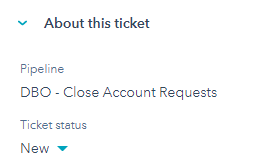 About this ticket
Pipeline
DBO - Close Account Requests
Ticket status
New